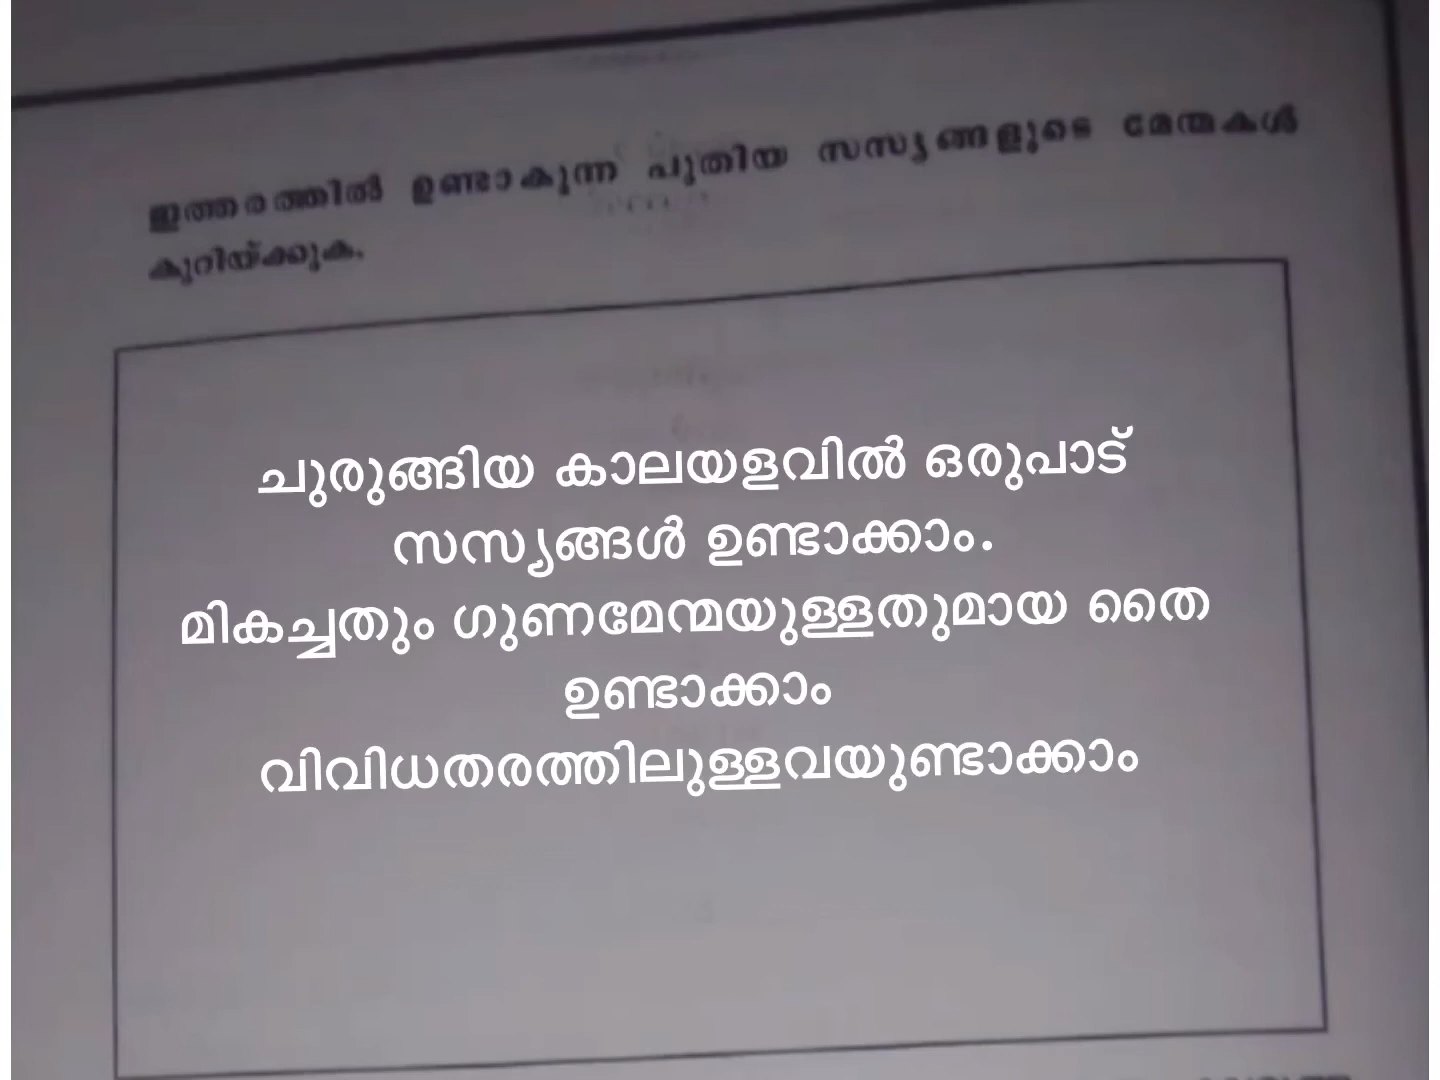 ഇത്തരത്തിൽ ഉണ്ടാകുന്ന പുതിയ സസ്യങ്ങളുടെ മേന്മകൾ
കുറിയ്ക്കുക.
ചുരുങ്ങിയ കാലയളവിൽ ഒരുപാട്
സസ്യങ്ങൾ ഉണ്ടാക്കാം.
മികച്ചതും ഗുണമേന്മയുള്ളതുമായ തൈ
ഉണ്ടാക്കാം
വിവിധതരത്തിലുള്ളവയുണ്ടാക്കാം